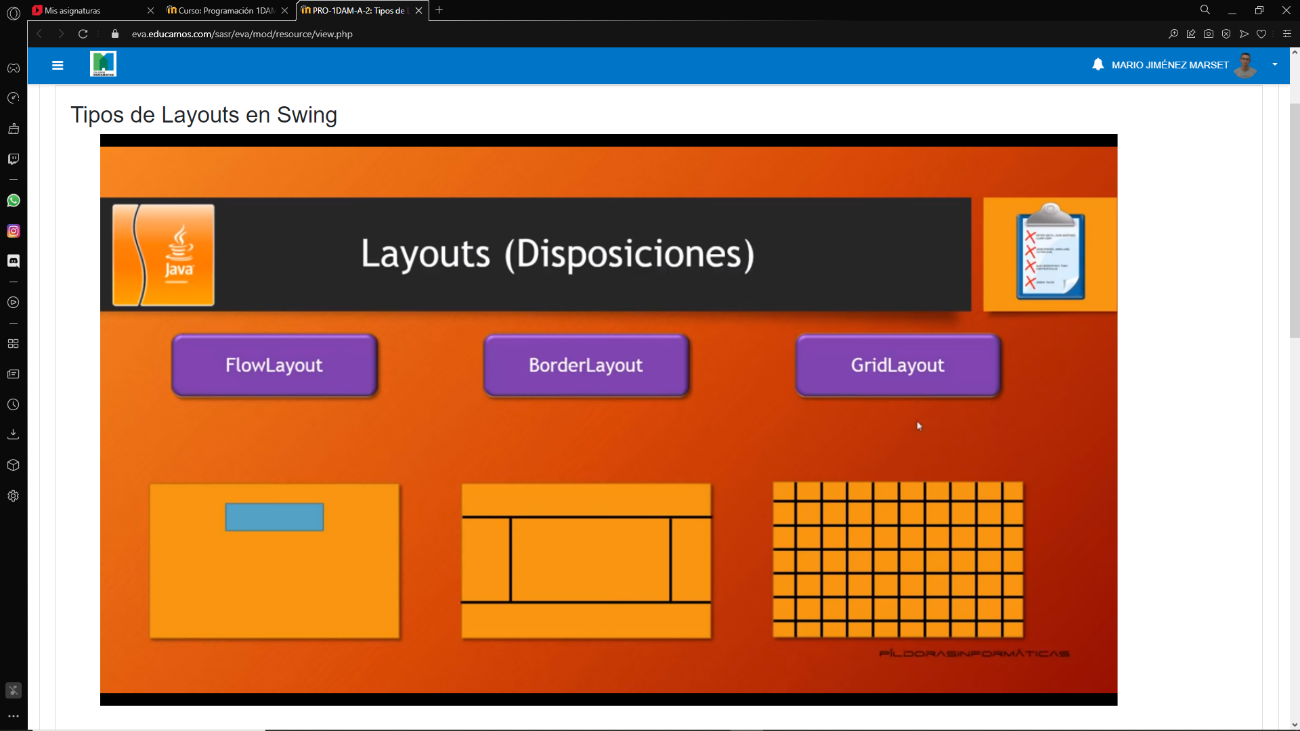 Mis asignaturas
Curso: Programación 1DAM
PRO-1DAM-A-2: Tipos de L
eva.educamos.com/sasr/eva/mod/resource/view.php
MARIO JIMÉNEZ MARSET
Tipos de Layouts en Swing
Java
Layouts (Disposiciones)
FlowLayout
BorderLayout
GridLayout
PÍLDORASINFORMÁTICAS